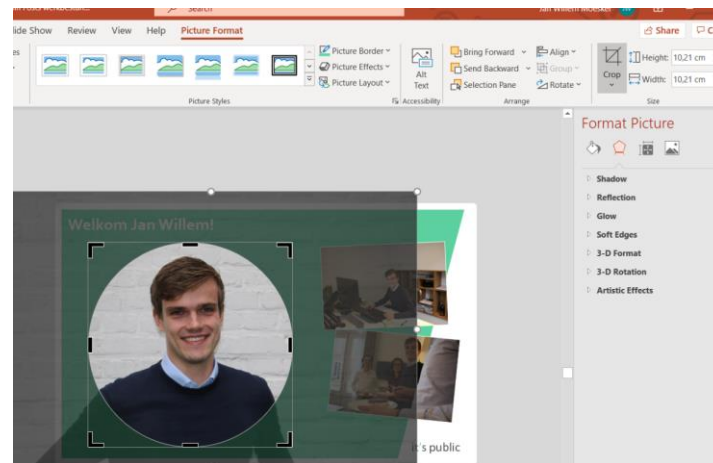 Search
Jan Willem Moesker
lide Show Review View Help Picture Format
Share
Picture Border
Picture Effects
Picture Layout
Picture Styles
Alt
Text
Accessibility
Bring Forward
Send Backward
Selection Pane
Align
Group
Rotate
Arrange
Crop
Height: 10,21 cm
Width: 10,21 cm
Size
Format Picture
Shadow
Reflection
Glow
Soft Edges
3-D Format
3-D Rotation
Artistic Effects
Welkom Jan Willem!
it's public